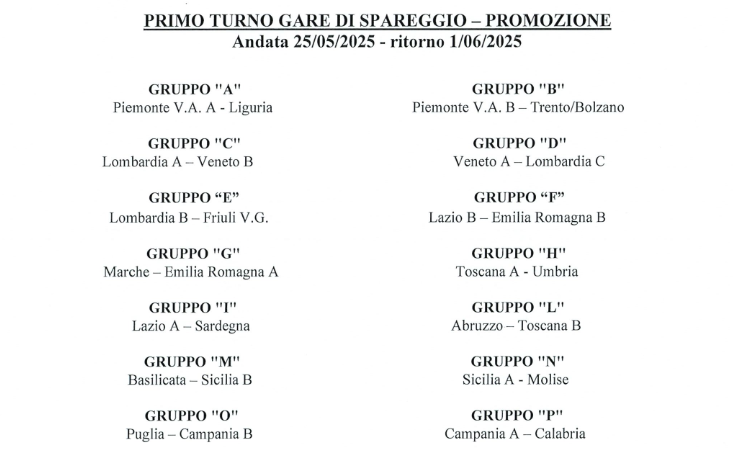 PRIMO TURNO GARE DI SPAREGGIO – PROMOZIONE
Andata 25/05/2025 - ritorno 1/06/2025
GRUPPO "A"
Piemonte V.A. A - Liguria
GRUPPO "B"
Piemonte V.A. B – Trento/Bolzano
GRUPPO "C"
Lombardia A – Veneto B
GRUPPO "D"
Veneto A – Lombardia C
GRUPPO “E”
Lombardia B – Friuli V.G.
GRUPPO “F”
Lazio B – Emilia Romagna B
GRUPPO "G"
Marche – Emilia Romagna A
GRUPPO "H"
Toscana A - Umbria
GRUPPO "I"
Lazio A – Sardegna
GRUPPO "L"
Abruzzo – Toscana B
GRUPPO "M"
Basilicata – Sicilia B
GRUPPO "N"
Sicilia A - Molise
GRUPPO "O"
Puglia – Campania B
GRUPPO "P"
Campania A – Calabria